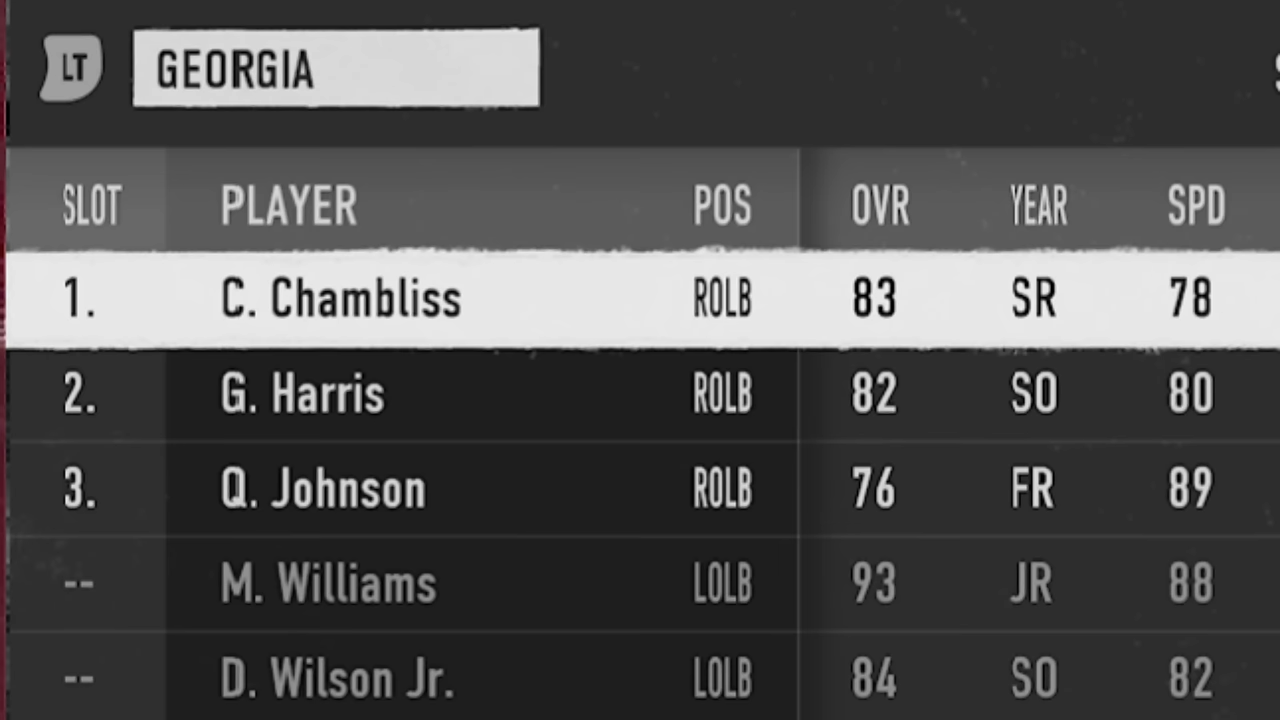 LT GEORGIA
SLOT PLAYER POS OVR YEAR SPD
1. C. Chambliss ROLB 83 SR 78
2. G. Harris ROLB 82 SO 80
3. Q. Johnson ROLB 76 FR 89
-- M. Williams LOLB 93 JR 88
-- D. Wilson Jr. LOLB 84 SO 82